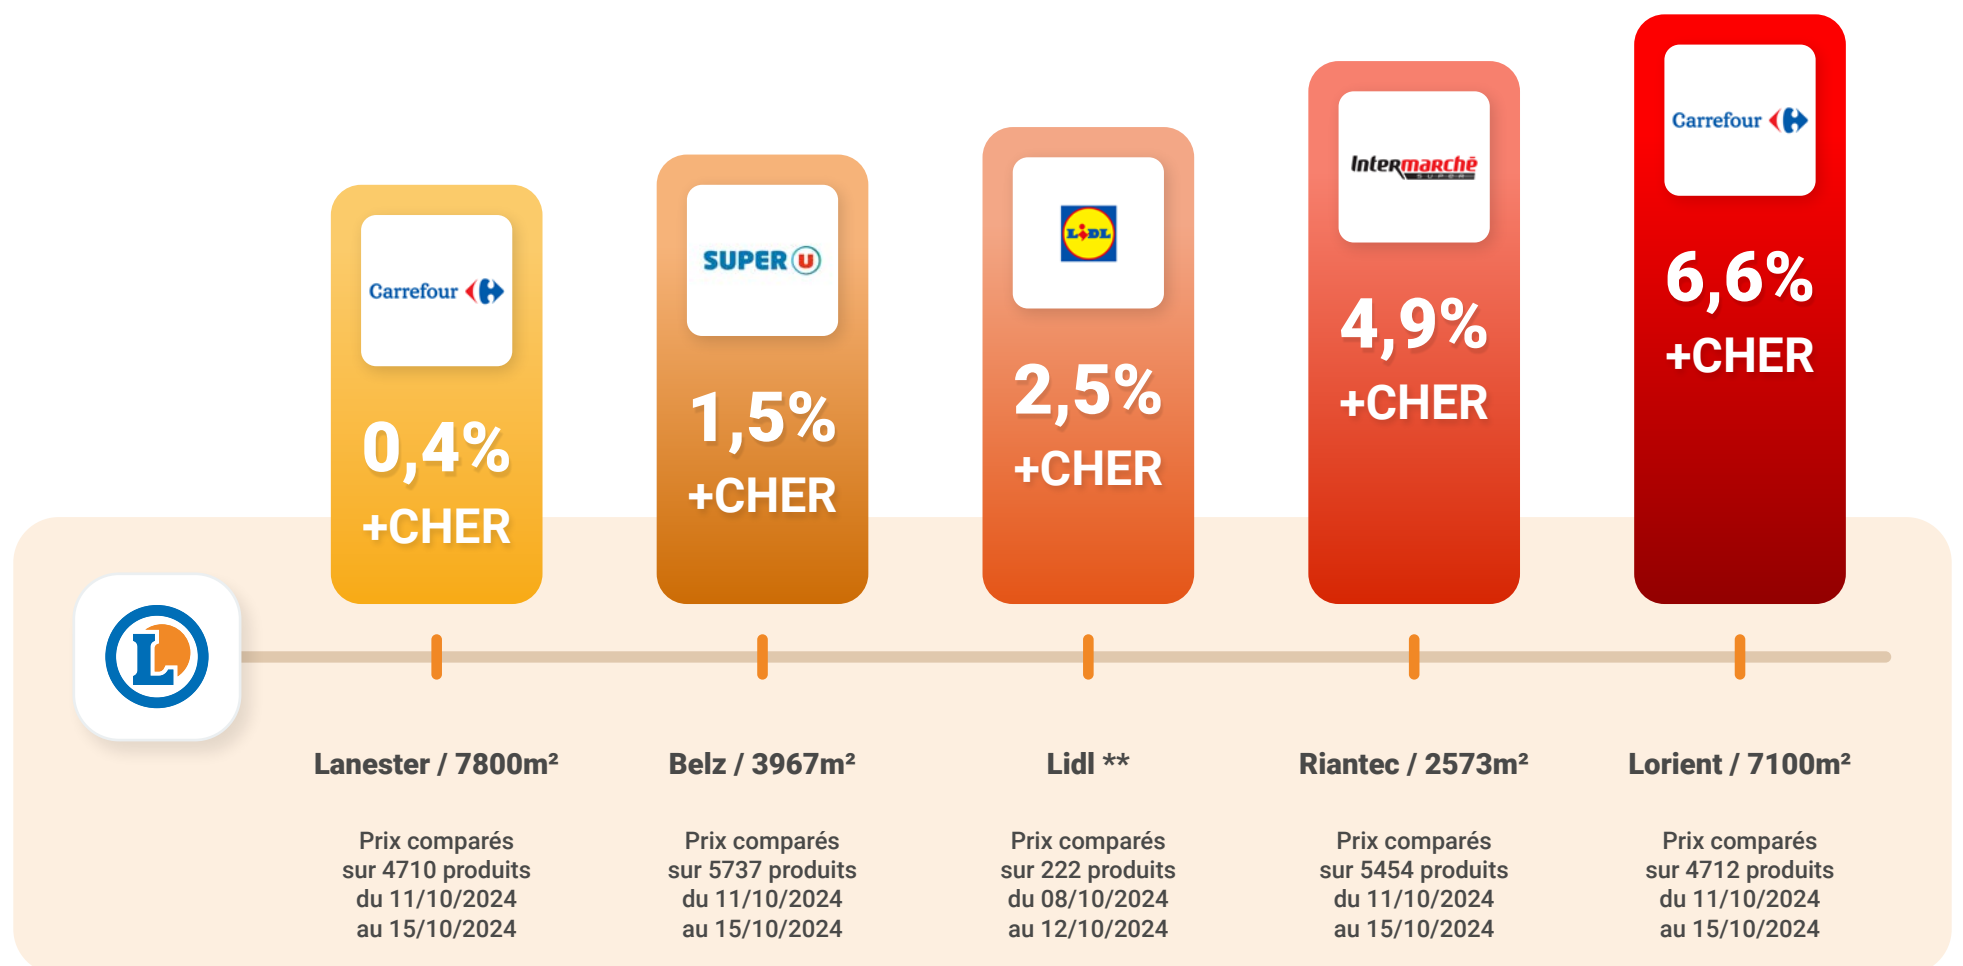 Carrefour
0,4%
+CHER
SUPER U
1,5%
+CHER
LIDL
2,5%
+CHER
Intermarchē
SUPER
4,9%
+CHER
Carrefour
6,6%
+CHER
L
Lanester / 7800m²
Prix comparés
sur 4710 produits
du 11/10/2024
au 15/10/2024
Belz / 3967m²
Prix comparés
sur 5737 produits
du 11/10/2024
au 15/10/2024
Lidl **
Prix comparés
sur 222 produits
du 08/10/2024
au 12/10/2024
Riantec / 2573m²
Prix comparés
sur 5454 produits
du 11/10/2024
au 15/10/2024
Lorient / 7100m²
Prix comparés
sur 4712 produits
du 11/10/2024
au 15/10/2024